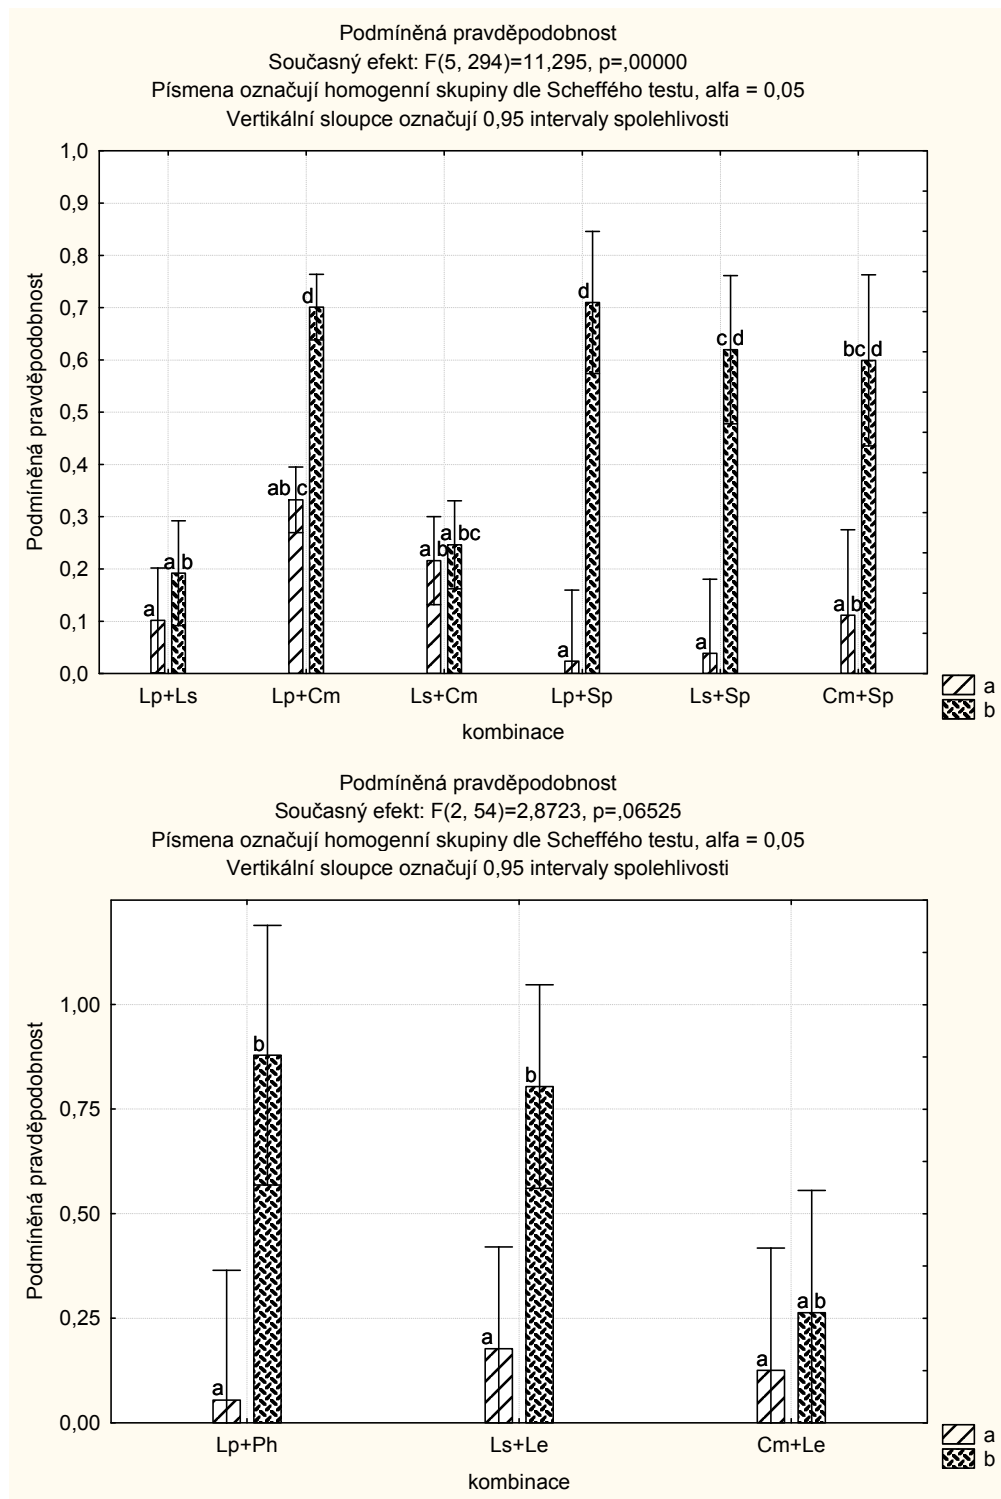 Podmíněná pravděpodobnost
Současný efekt: F(5, 294)=11,295, p=,00000
Písmena označují homogenní skupiny dle Scheffého testu, alfa = 0,05
Vertikální sloupce označují 0,95 intervaly spolehlivosti
Podmíněná pravděpodobnost
1,0
0,9
0,8
0,7
0,6
0,5
0,4
0,3
0,2
0,1
0,0
a
a b
ab c
d
a b
a bc
a
d
a
c d
a b
bc d
Lp+Ls
Lp+Cm
Ls+Cm
Lp+Sp
Ls+Sp
Cm+Sp
kombinace
a
b
Podmíněná pravděpodobnost
Současný efekt: F(2, 54)=2,8723, p=,06525
Písmena označují homogenní skupiny dle Scheffého testu, alfa = 0,05
Vertikální sloupce označují 0,95 intervaly spolehlivosti
Podmíněná pravděpodobnost
1,00
0,75
0,50
0,25
0,00
a
b
a
b
a
a b
Lp+Ph
Ls+Le
Cm+Le
kombinace
a
b